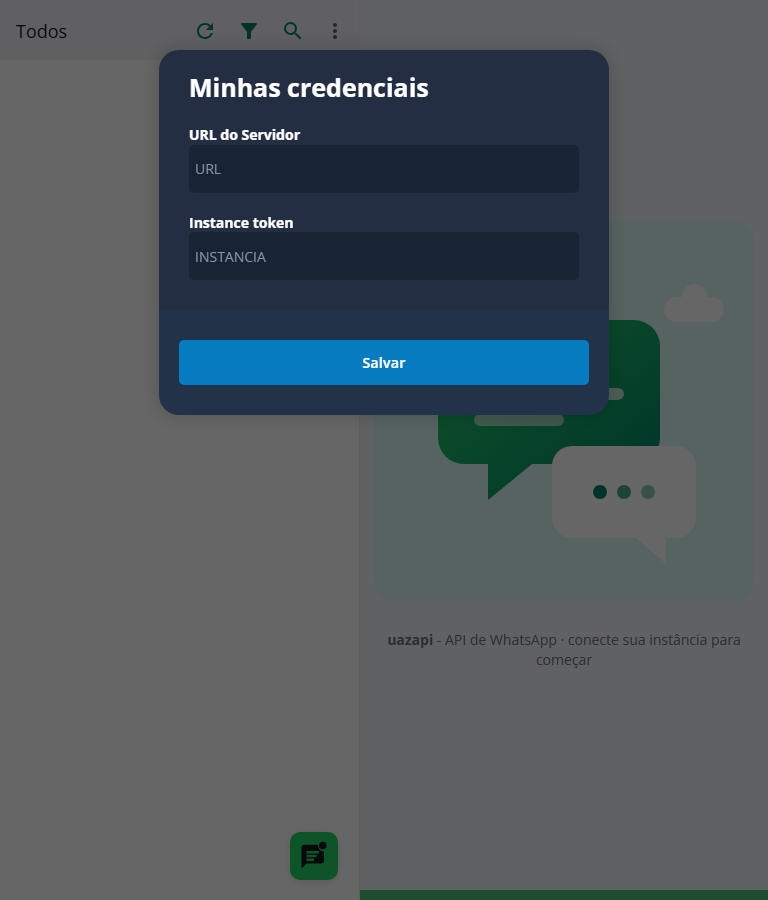 Todos
Minhas credenciais
URL do Servidor
URL
Instance token
INSTANCIA
Salvar
uazapi - API de WhatsApp · conecte sua instância para
começar